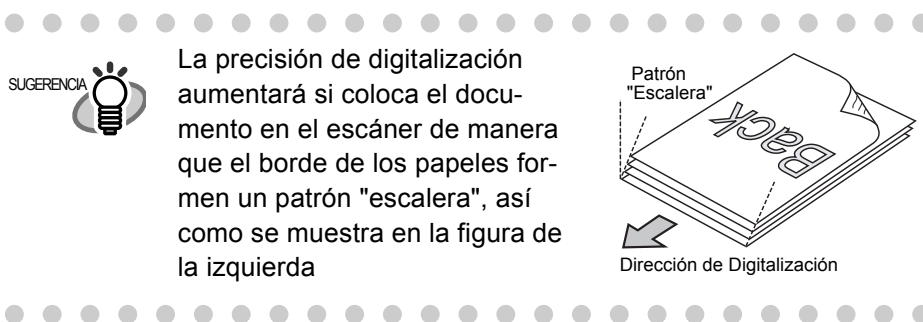 SUGERENCIA
La precisión de digitalización
aumentará si coloca el docu-
mento en el escáner de manera
que el borde de los papeles for-
men un patrón "escalera", así
como se muestra en la figura de
la izquierda
Patrón
"Escalera"
Back
Dirección de Digitalización